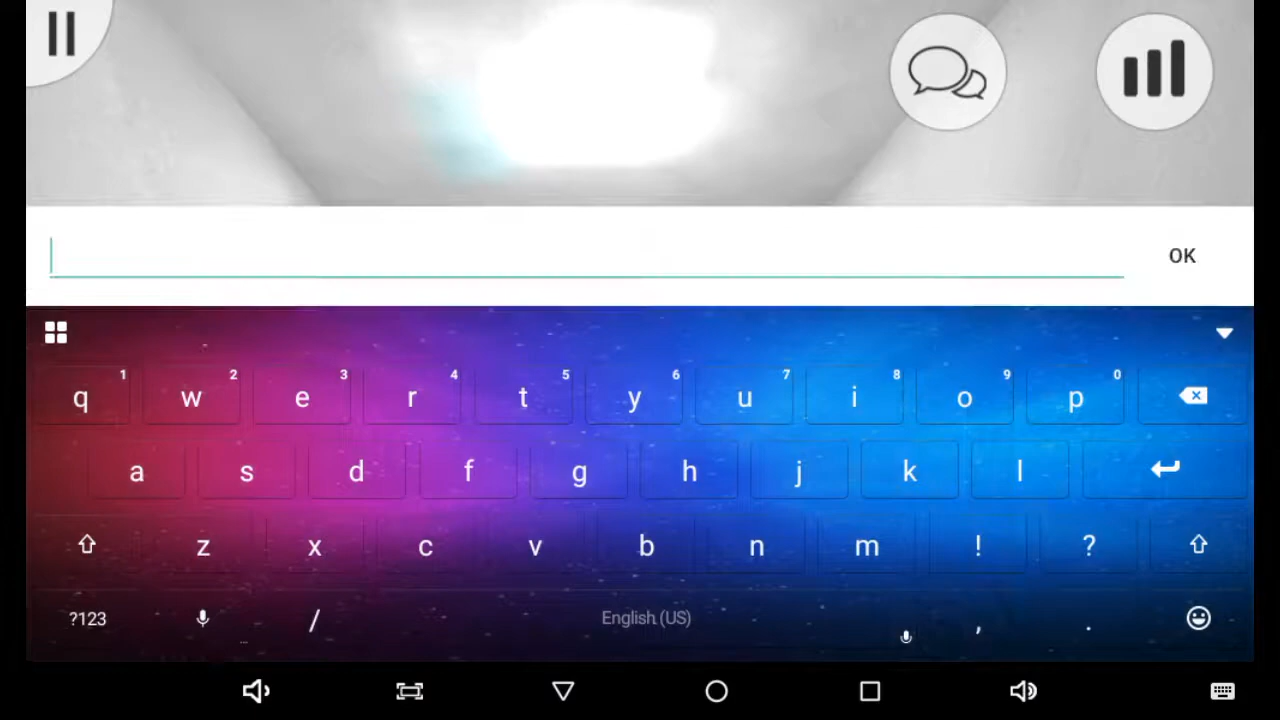 OK
1 2 3 4 5 6 7 8 9 0
q w e r t y u i o p
a s d f g h j k l
z x c v b n m ! ?
?123 / English (US) , .